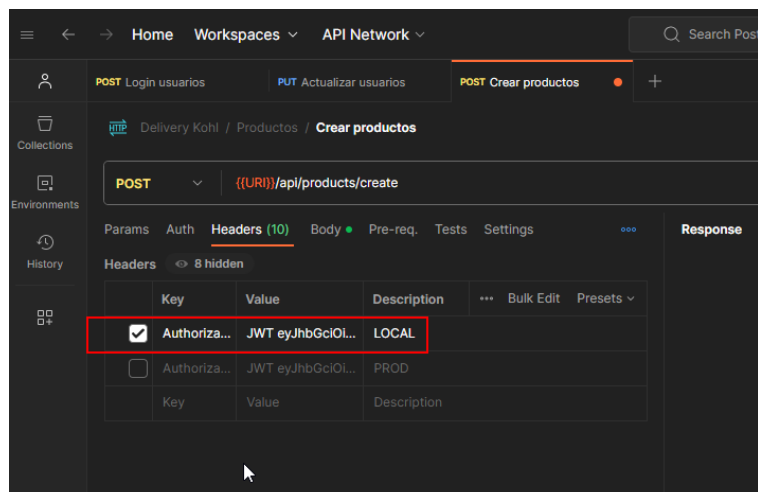 Home Workspaces API Network Search Post
POST Login usuarios PUT Actualizar usuarios POST Crear productos
HTTP Delivery Kohl / Productos / Crear productos
Collections
Environments
History
POST {{URI}}/api/products/create
Params Auth Headers (10) Body Pre-req. Tests Settings Response
Headers 8 hidden
Key Value Description Bulk Edit Presets
Authoriza... JWT eyJhbGciOi... LOCAL
Authoriza... JWT eyJhbGciOi... PROD
Key Value Description